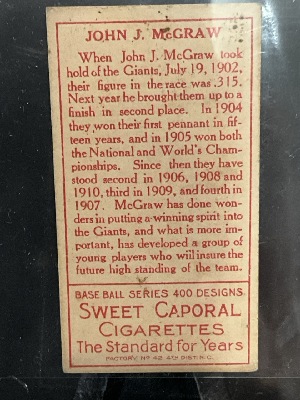 JOHN J. McGRAW
When John J. McGraw took
hold of the Giants, July 19, 1902,
their figure in the race was .315.
Next year he brought them up to a
finish in second place. In 1904
they won their first pennant in fif-
teen years, and in 1905 won both
the National and World's Cham-
pionships. Since then they have
stood second in 1906, 1908 and
1910, third in 1909, and fourth in
1907. McGraw has done won-
ders in putting a winning spirit into
the Giants, and what is more im-
portant, has developed a group of
young players who will insure the
future high standing of the team.
BASE BALL SERIES 400 DESIGNS
SWEET CAPORAL
CIGARETTES
The Standard for Years
FACTORY NO 42 4TH DIST. N.C.